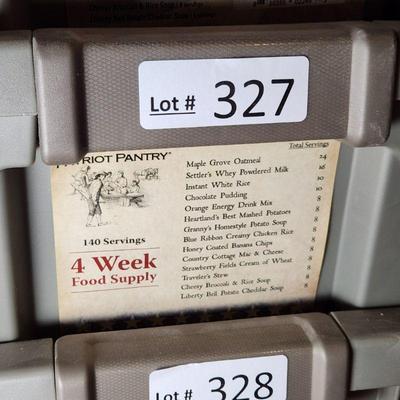 Cheesy Broccoli & Rice Soup
Lot # 327
PATRIOT PANTRY
Total Servings
Maple Grove Oatmeal 24
Settler's Whey Powdered Milk 16
Instant White Rice 10
Chocolate Pudding 10
Orange Energy Drink Mix 8
Heartland's Best Mashed Potatoes 8
Granny's Homestyle Potato Soup 8
Blue Ribbon Creamy Chicken Rice 8
Honey Coated Banana Chips 8
Country Cottage Mac & Cheese 8
Strawberry Fields Cream of Wheat 8
Traveler's Stew 8
Cheesy Broccoli & Rice Soup 8
Liberty Bell Potato Cheddar Soup 8
140 Servings
4 Week
Food Supply
Lot # 328